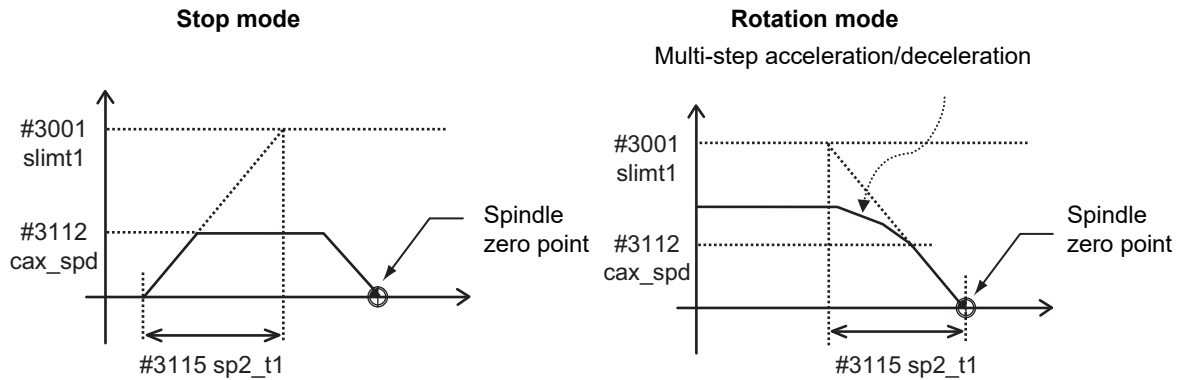 Stop mode
#3001
slimt1
#3112
cax_spd
Spindle
zero point
#3115 sp2_t1
Rotation mode
Multi-step acceleration/deceleration
#3001
slimt1
#3112
cax_spd
Spindle
zero point
#3115 sp2_t1